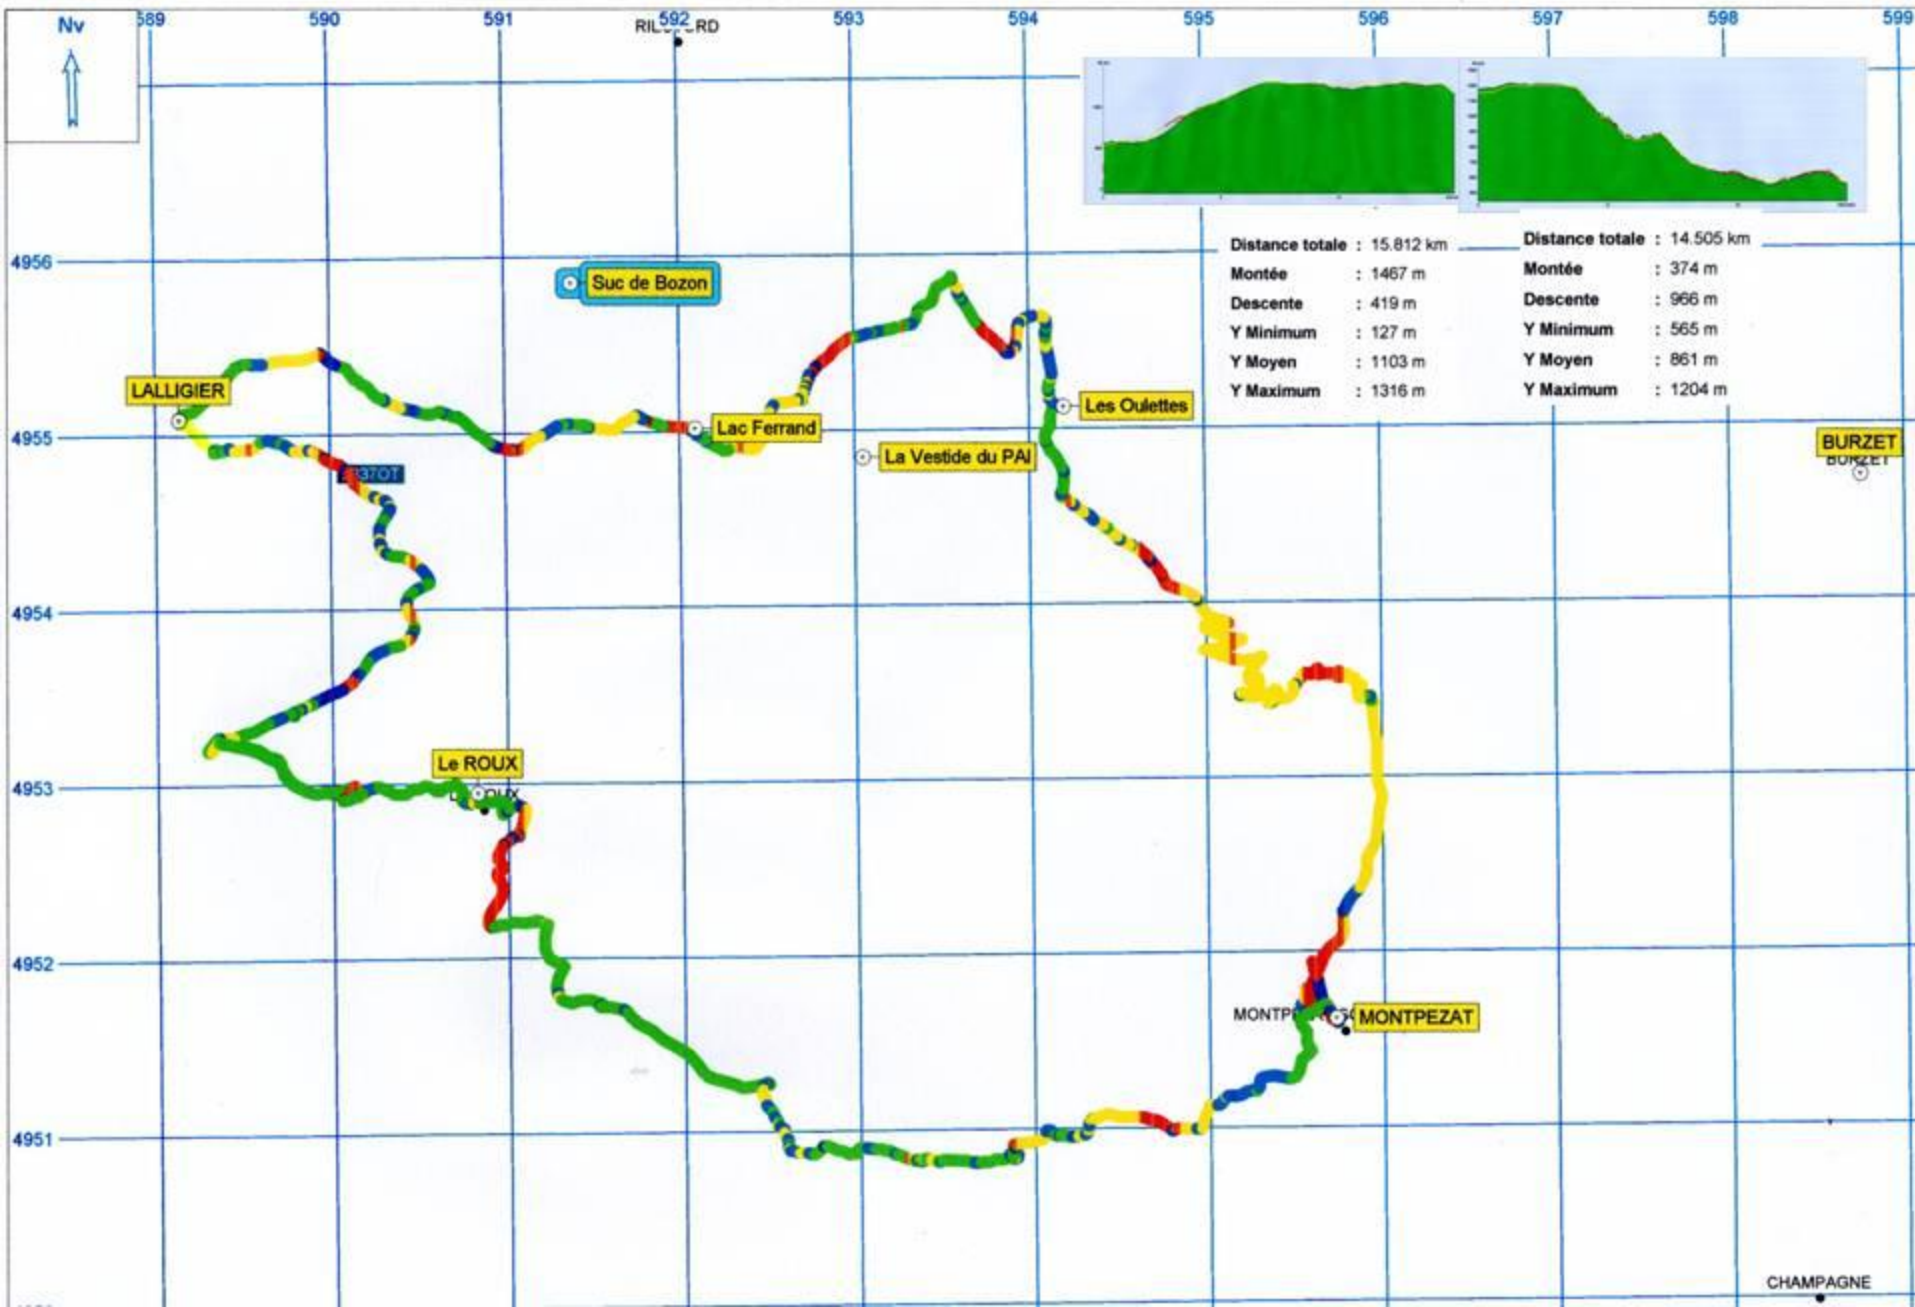 Nv
589 590 591 592 593 594 595 596 597 598 599
4956
Suc de Bozon
Distance totale : 15.812 km
Montée : 1467 m
Descente : 419 m
Y Minimum : 127 m
Y Moyen : 1103 m
Y Maximum : 1316 m
Distance totale : 14.505 km
Montée : 374 m
Descente : 966 m
Y Minimum : 565 m
Y Moyen : 861 m
Y Maximum : 1204 m
LALLIGIER
Les Oulettes
4955
Lac Ferrand
La Vestide du PAI
BURZET
BURZET
4954
Le ROUX
4953
4952
MONTPEZAT
4951
CHAMPAGNE